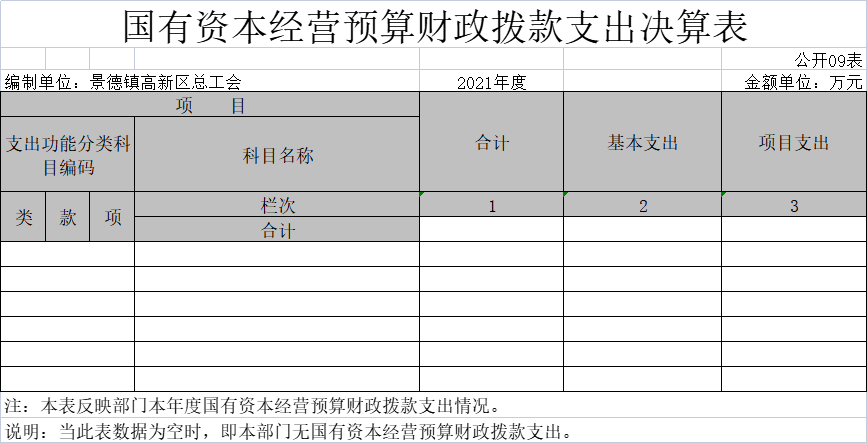 国有资本经营预算财政拨款支出决算表
公开09表
编制单位：景德镇高新区总工会 2021年度 金额单位：万元
项 目 合计 基本支出 项目支出
支出功能分类科目编码 科目名称
类 款 项 栏次 1 2 3
合计
注：本表反映部门本年度国有资本经营预算财政拨款支出情况。
说明：当此表数据为空时，即本部门无国有资本经营预算财政拨款支出。